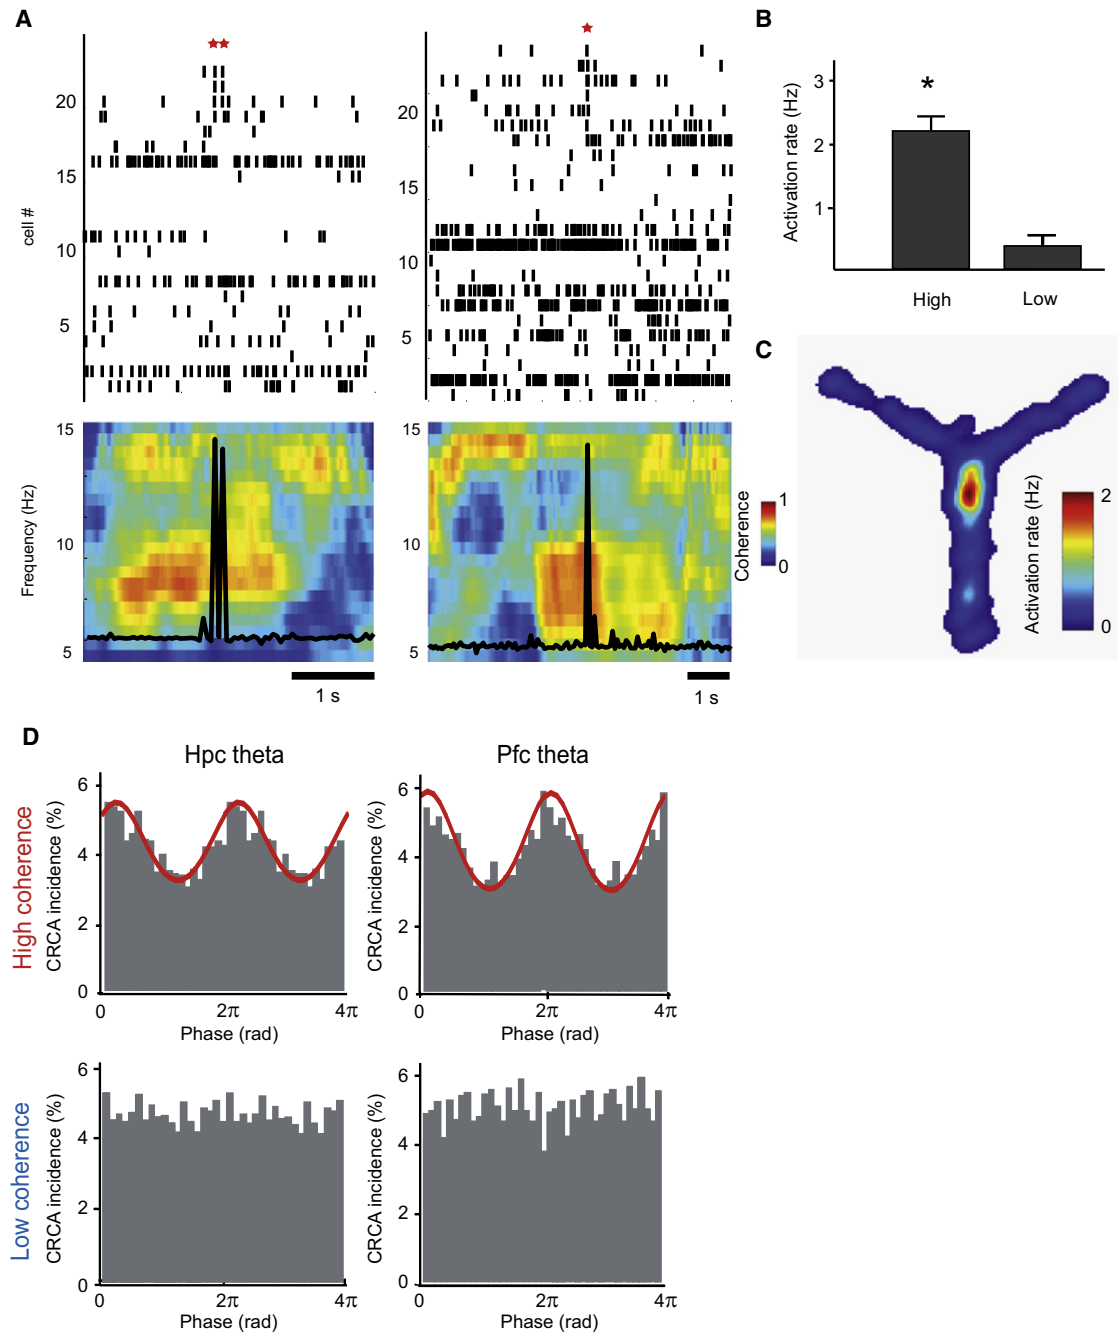 A
20
15
10
5
cell #
20
15
10
5
15
10
5
Frequency (Hz)
1 s
15
10
5
1 s
Coherence
1
0
B
3
2
1
Activation rate (Hz)
*
High
Low
C
Activation rate (Hz)
2
0
D
Hpc theta
Pfc theta
High coherence
CRCA incidence (%)
6
4
2
0
0
2π
4π
Phase (rad)
CRCA incidence (%)
6
4
2
0
0
2π
4π
Phase (rad)
Low coherence
CRCA incidence (%)
6
4
2
0
0
2π
4π
Phase (rad)
CRCA incidence (%)
6
4
2
0
0
2π
4π
Phase (rad)